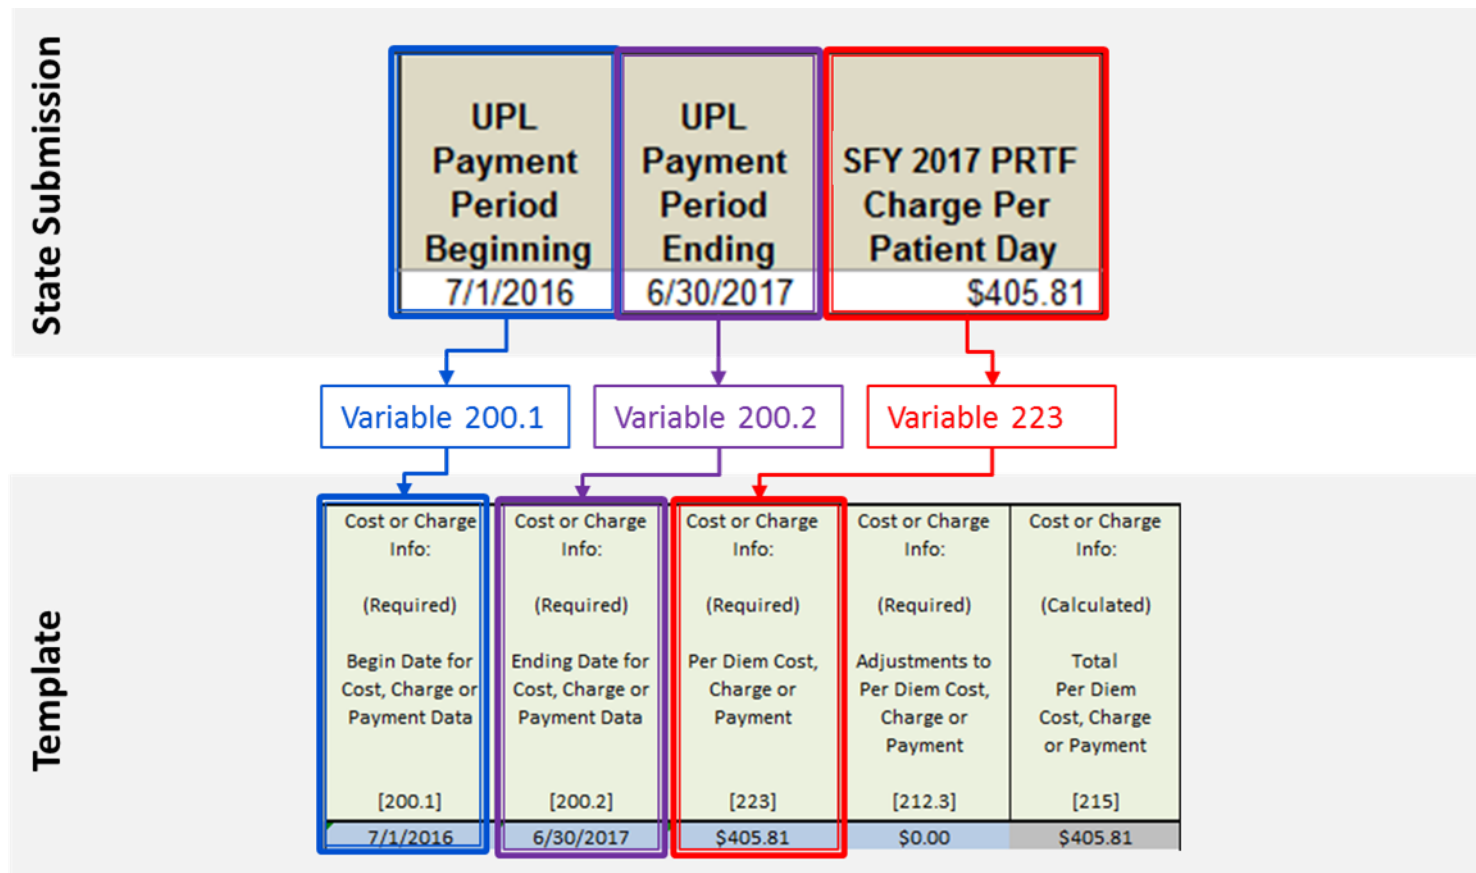 State Submission
UPL
Payment
Period
Beginning
7/1/2016
UPL
Payment
Period
Ending
6/30/2017
SFY 2017 PRTF
Charge Per
Patient Day
$405.81
Variable 200.1
Variable 200.2
Variable 223
Template
Cost or Charge
Info:
(Required)
Begin Date for
Cost, Charge or
Payment Data
[200.1]
7/1/2016
Cost or Charge
Info:
(Required)
Ending Date for
Cost, Charge or
Payment Data
[200.2]
6/30/2017
Cost or Charge
Info:
(Required)
Per Diem Cost,
Charge or
Payment
[223]
$405.81
Cost or Charge
Info:
(Required)
Adjustments to
Per Diem Cost,
Charge or
Payment
[212.3]
$0.00
Cost or Charge
Info:
(Calculated)
Total
Per Diem
Cost, Charge
or Payment
[215]
$405.81